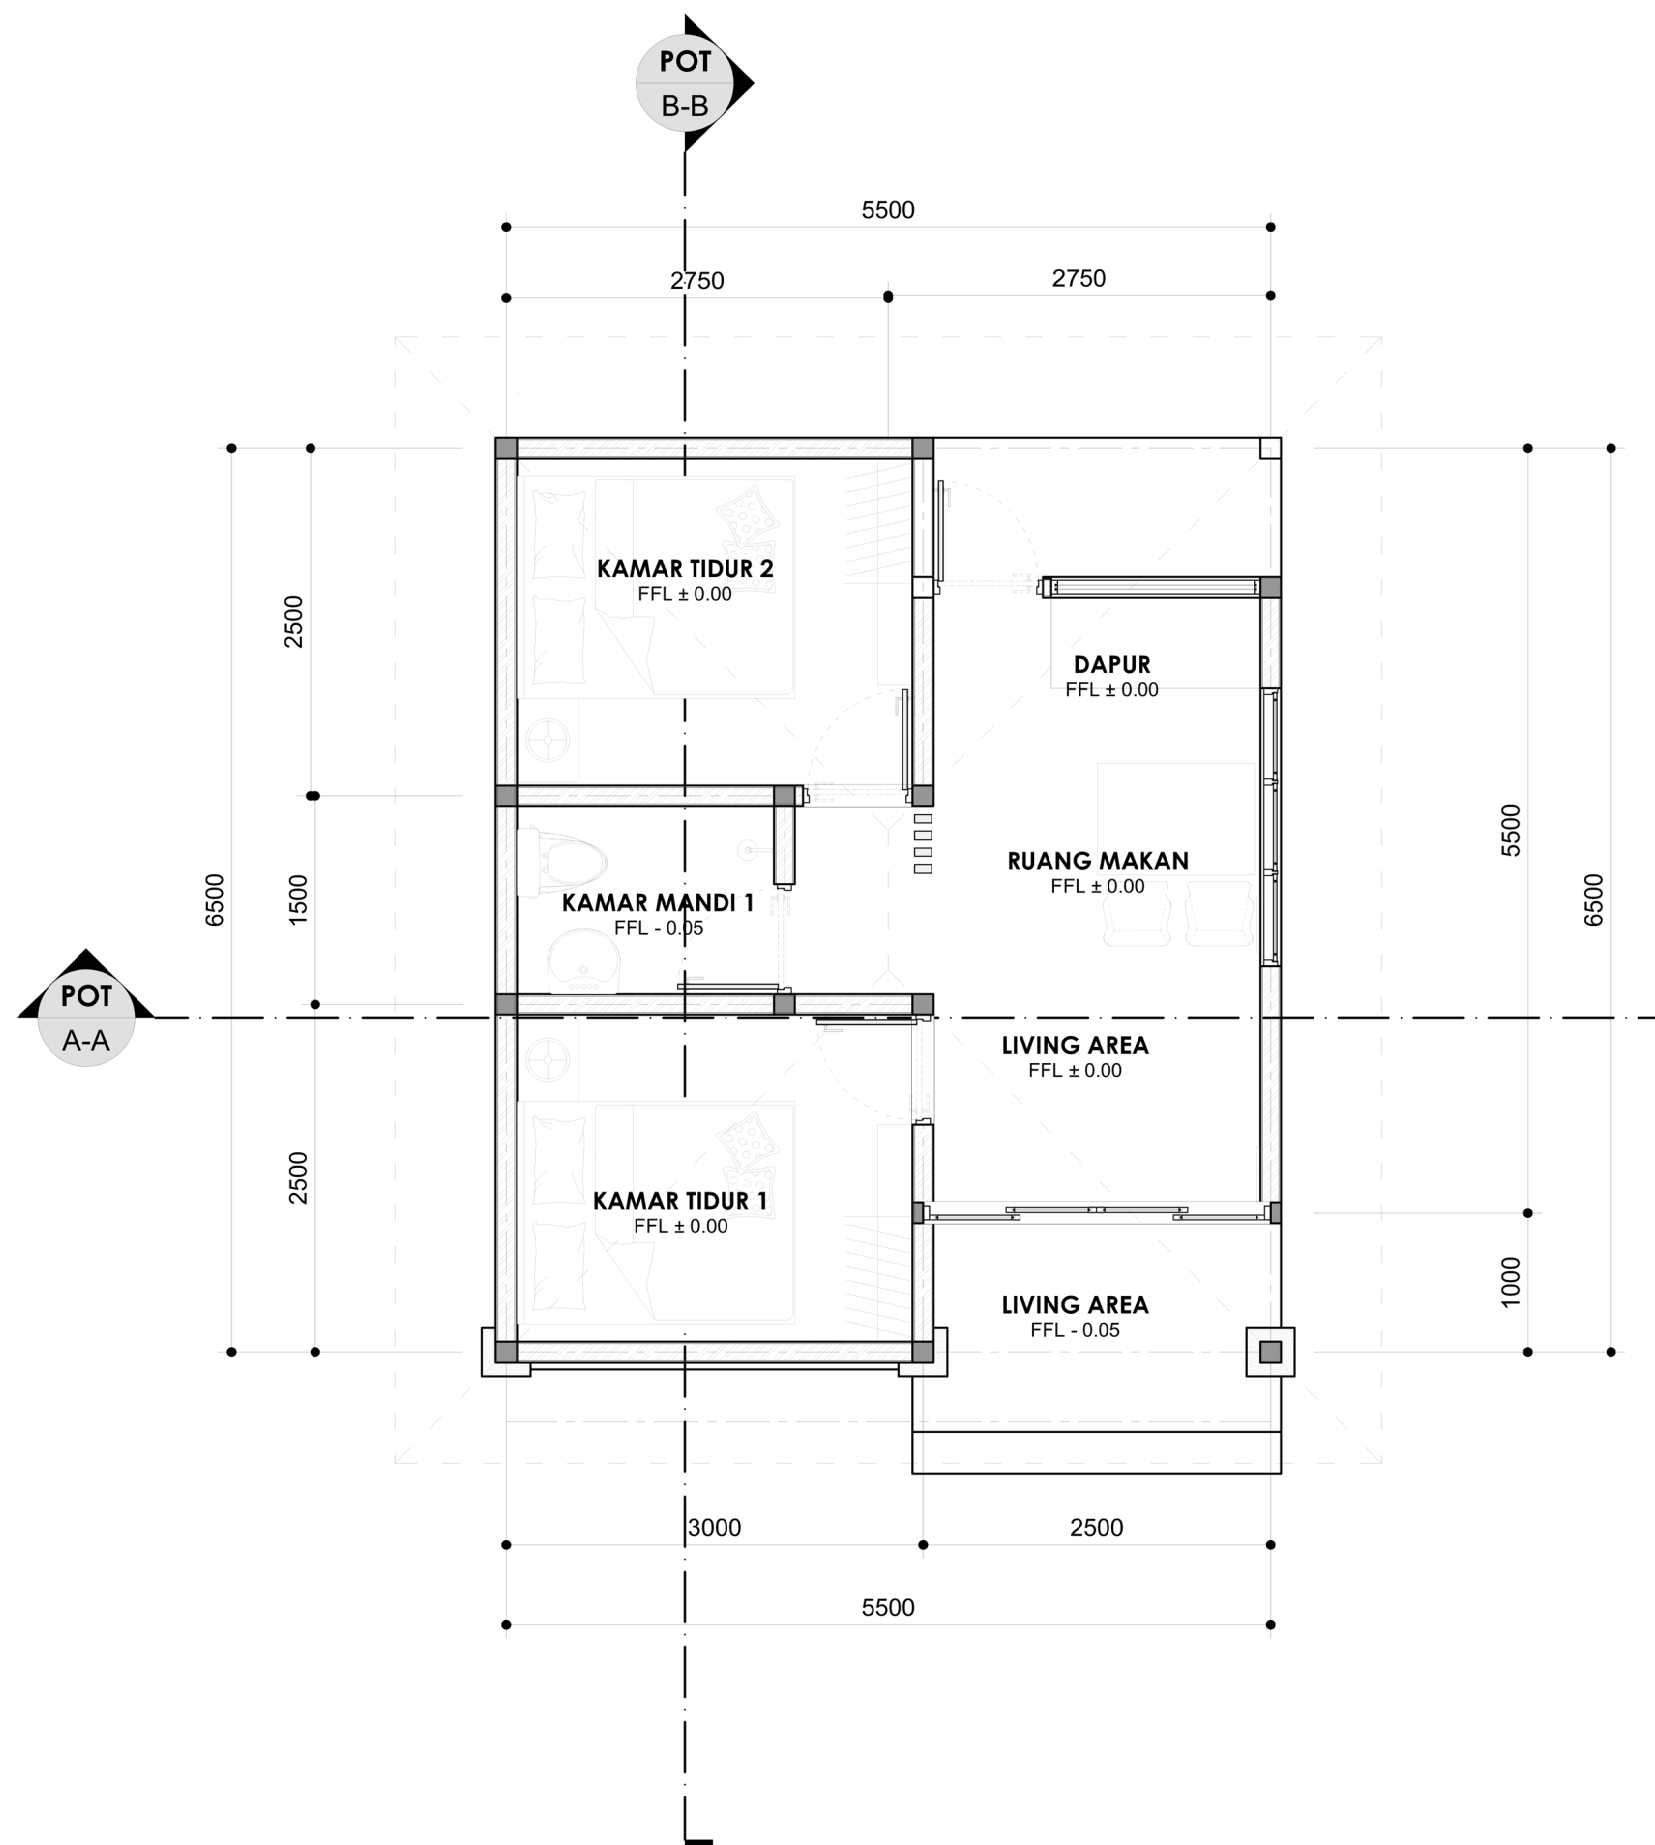 POT
B-B
5500
2750
2750
KAMAR TIDUR 2
FFL ± 0.00
2500
DAPUR
FFL ± 0.00
5500
RUANG MAKAN
FFL ± 0.00
6500
1500
6500
KAMAR MANDI 1
FFL - 0.05
POT
A-A
LIVING AREA
FFL ± 0.00
2500
KAMAR TIDUR 1
FFL ± 0.00
1000
LIVING AREA
FFL - 0.05
3000
2500
5500